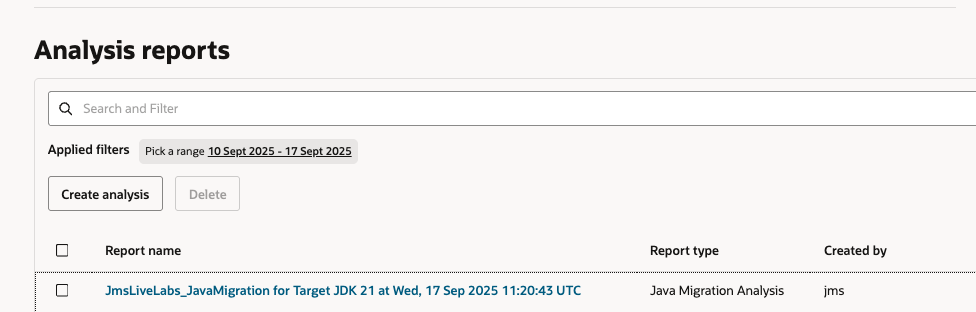 Analysis reports
Search and Filter
Applied filters Pick a range 10 Sept 2025 - 17 Sept 2025
Create analysis Delete
Report name Report type Created by
JmsLiveLabs_JavaMigration for Target JDK 21 at Wed, 17 Sep 2025 11:20:43 UTC Java Migration Analysis jms